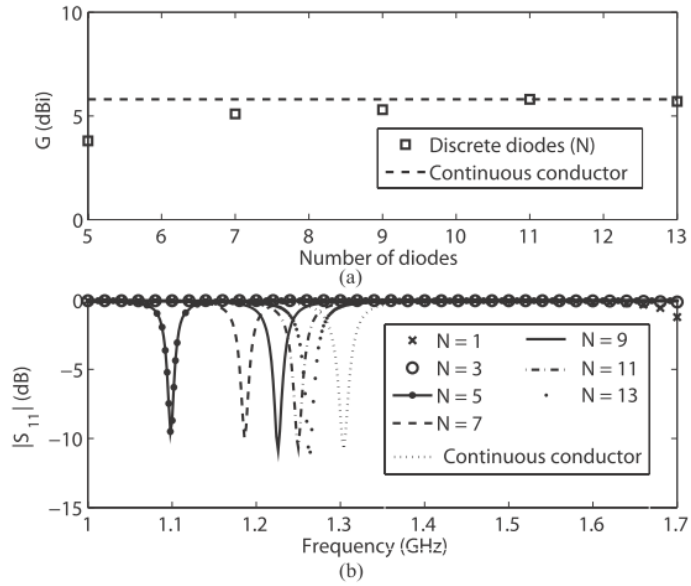 10
5
0
G (dBi)
Discrete diodes (N)
Continuous conductor
5 6 7 8 9 10 11 12 13
Number of diodes
(a)
0
−5
−10
−15
|S11| (dB)
N = 1
N = 3
N = 5
N = 7
N = 9
N = 11
N = 13
Continuous conductor
1 1.1 1.2 1.3 1.4 1.5 1.6 1.7
Frequency (GHz)
(b)